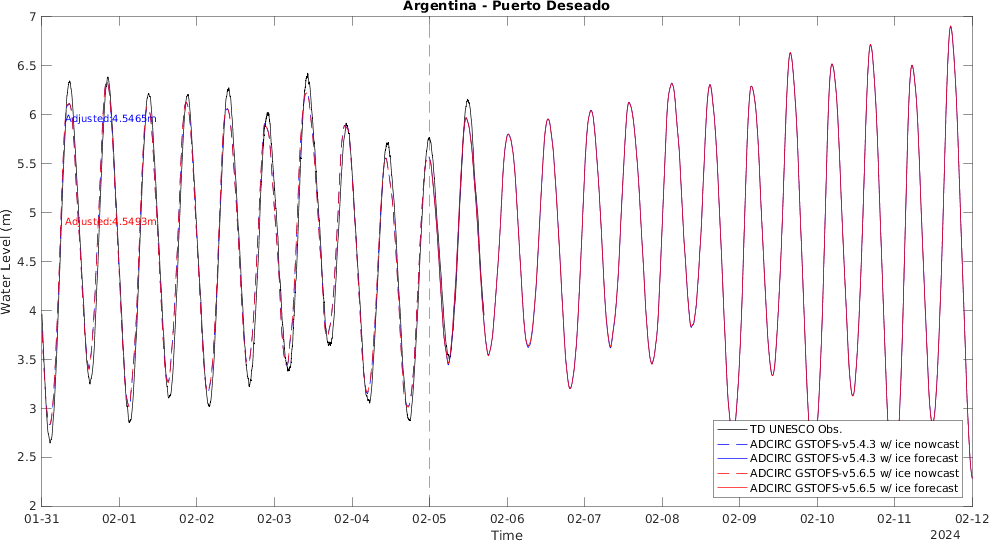 Argentina - Puerto Deseado
7
6.5
6
5.5
5
4.5
4
3.5
3
2.5
2
Water Level (m)
Adjusted:4.5465m
Adjusted:4.5493m
TD UNESCO Obs.
ADCIRC GSTOFS-v5.4.3 w/ ice nowcast
ADCIRC GSTOFS-v5.4.3 w/ ice forecast
ADCIRC GSTOFS-v5.6.5 w/ ice nowcast
ADCIRC GSTOFS-v5.6.5 w/ ice forecast
01-31 02-01 02-02 02-03 02-04 02-05 02-06 02-07 02-08 02-09 02-10 02-11 02-12
Time
2024